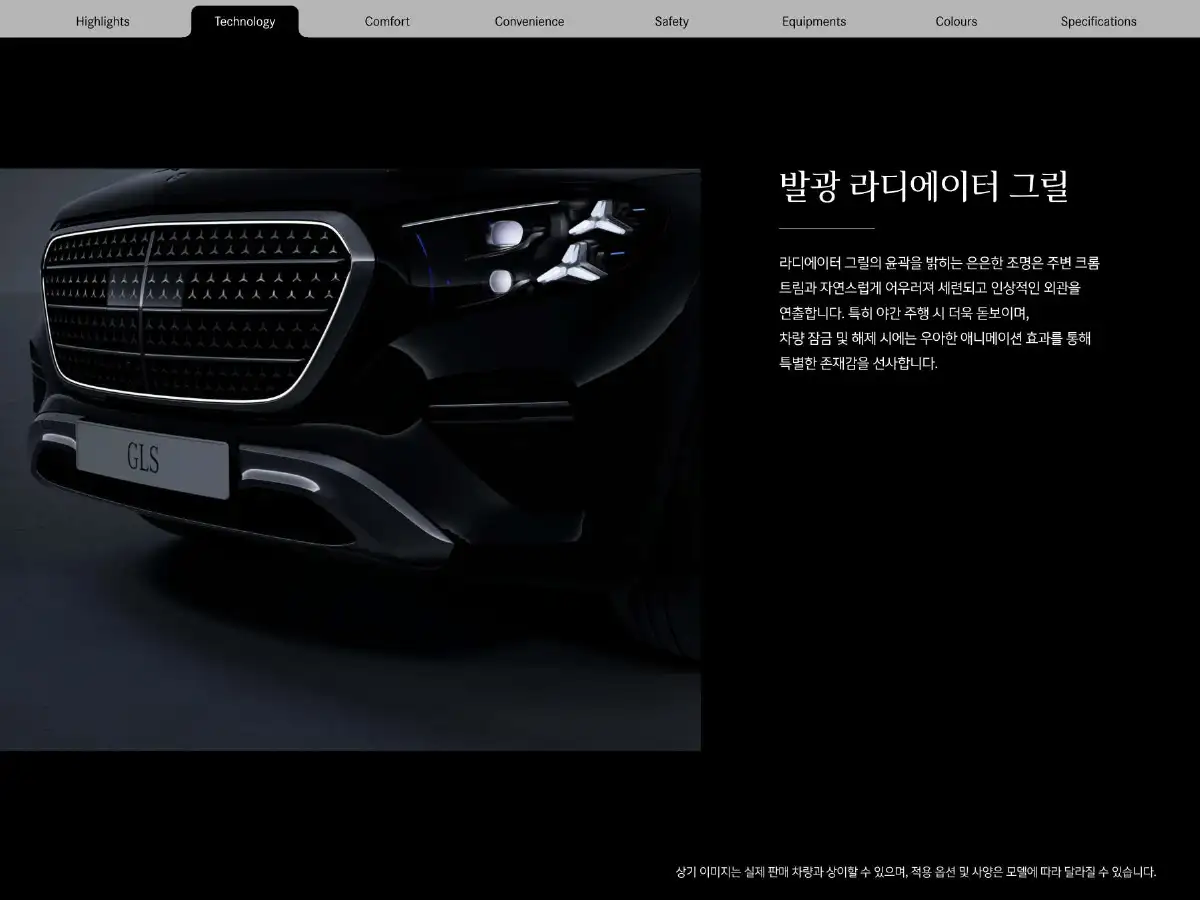 Highlights
Technology
Comfort
Convenience
Safety
Equipments
Colours
Specifications
발광 라디에이터 그릴
라디에이터 그릴의 윤곽을 밝히는 은은한 조명은 주변 크롬
트림과 자연스럽게 어우러져 세련되고 인상적인 외관을
연출합니다. 특히 야간 주행 시 더욱 돋보이며,
차량 잠금 및 해제 시에는 우아한 애니메이션 효과를 통해
특별한 존재감을 선사합니다.
GLS
상기 이미지는 실제 판매 차량과 상이할 수 있으며, 적용 옵션 및 사양은 모델에 따라 달라질 수 있습니다.